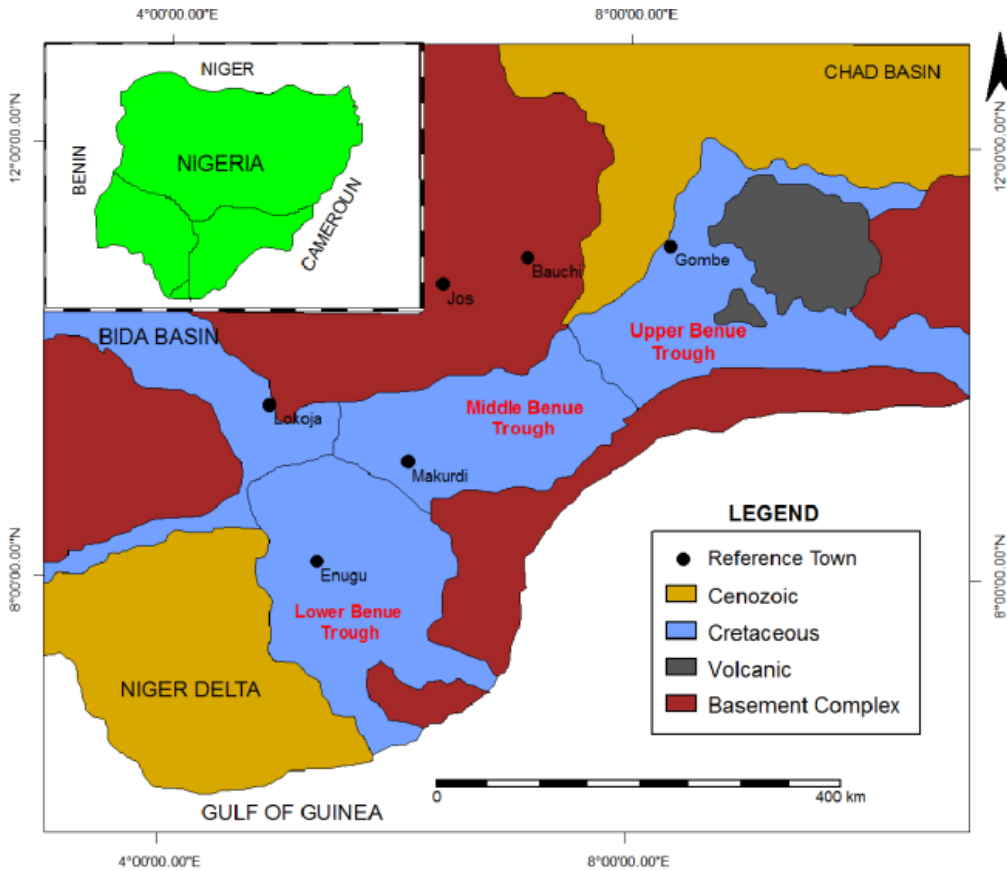 4°00'00.00"E
8°00'00.00"E
12°00'00.00"N
12°00'00.00"N
NIGER
BENIN
NIGERIA
CAMEROUN
CHAD BASIN
Gombe
Bauchi
Jos
BIDA BASIN
Upper Benue
Trough
Lokoja
Middle Benue
Trough
Makurdi
Enugu
Lower Benue
Trough
NIGER DELTA
GULF OF GUINEA
LEGEND
Reference Town
Cenozoic
Cretaceous
Volcanic
Basement Complex
0
400 km
8°00'00.00"N
8°00'00.00"N
4°00'00.00"E
8°00'00.00"E